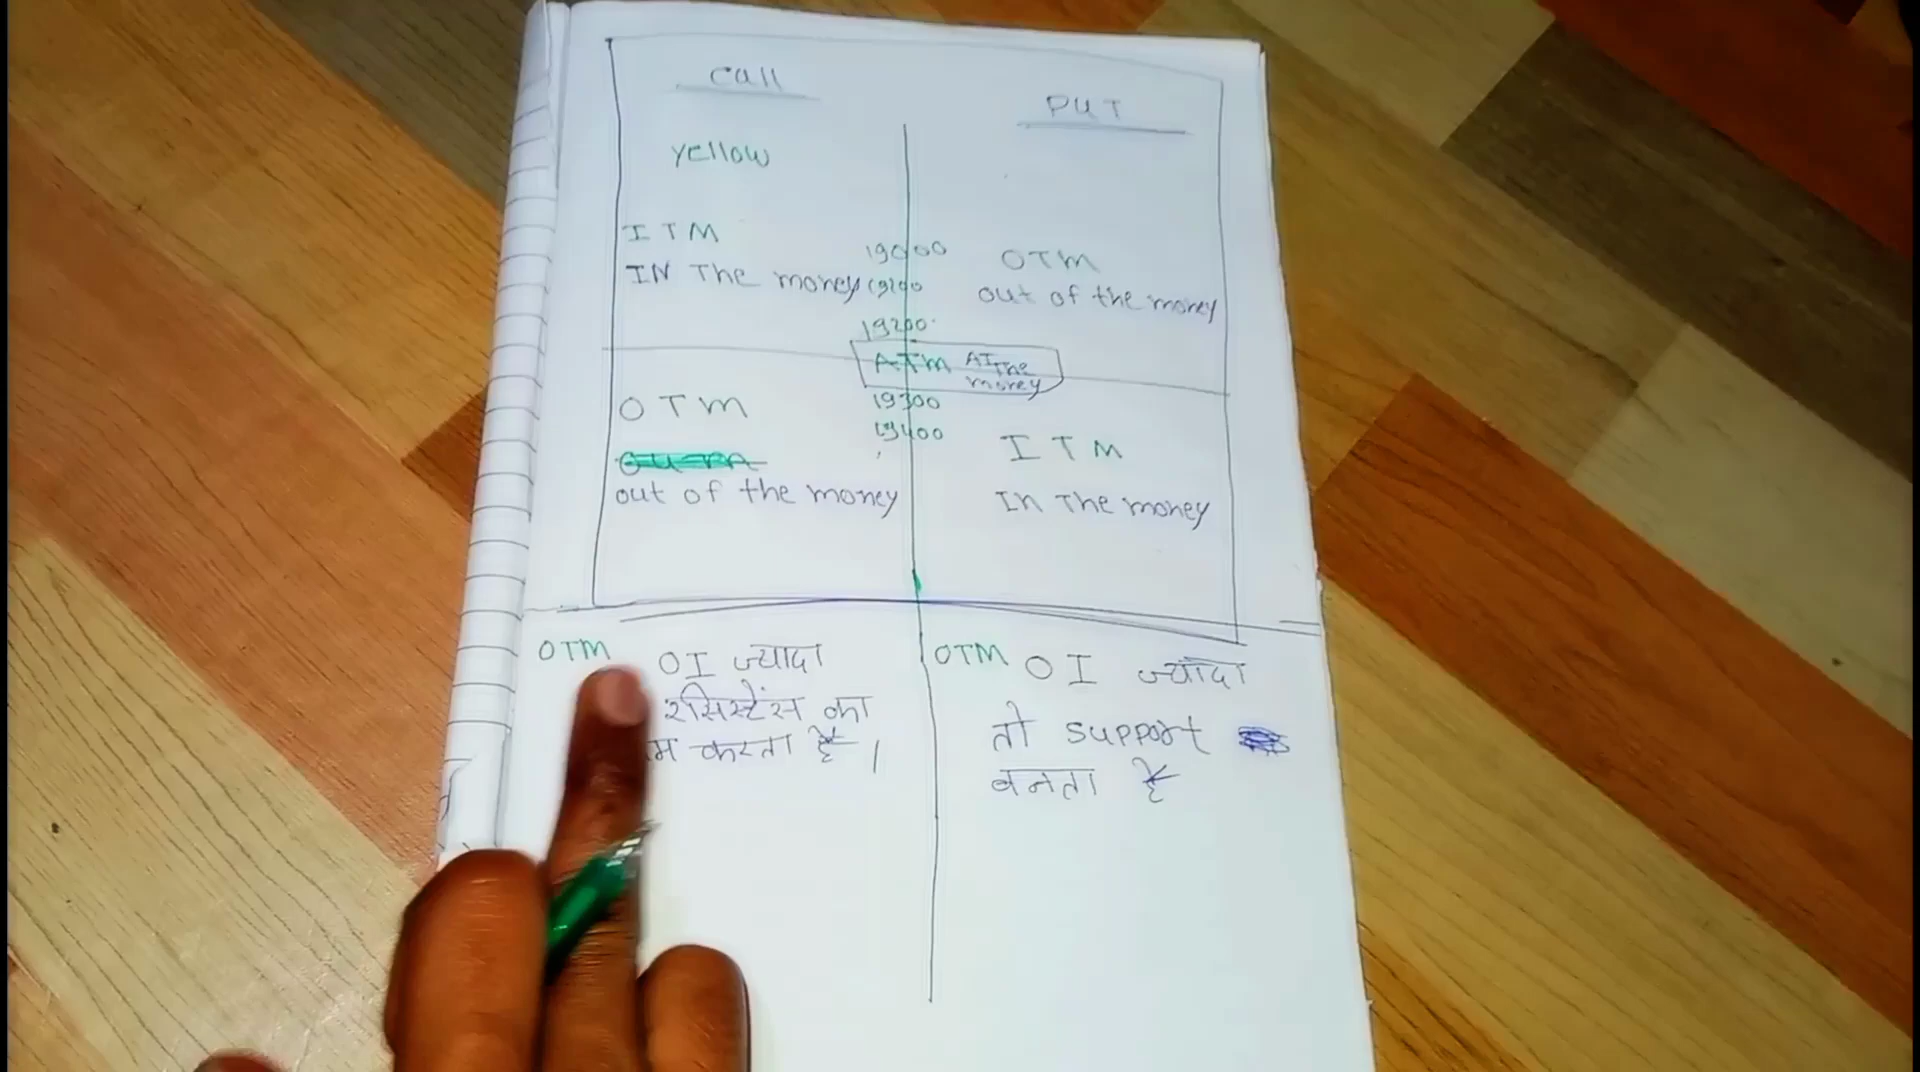 Call
PUT
yellow
ITM
IN The money
19000
OTM
out of the money
19200
ATM AT The money
OTM
19300
19400
out of the money
ITM
In The money
OTM OI ज्यादा
रसिस्टेंस का
म करता है।
OTM OI ज्यादा
तो support
बनता है